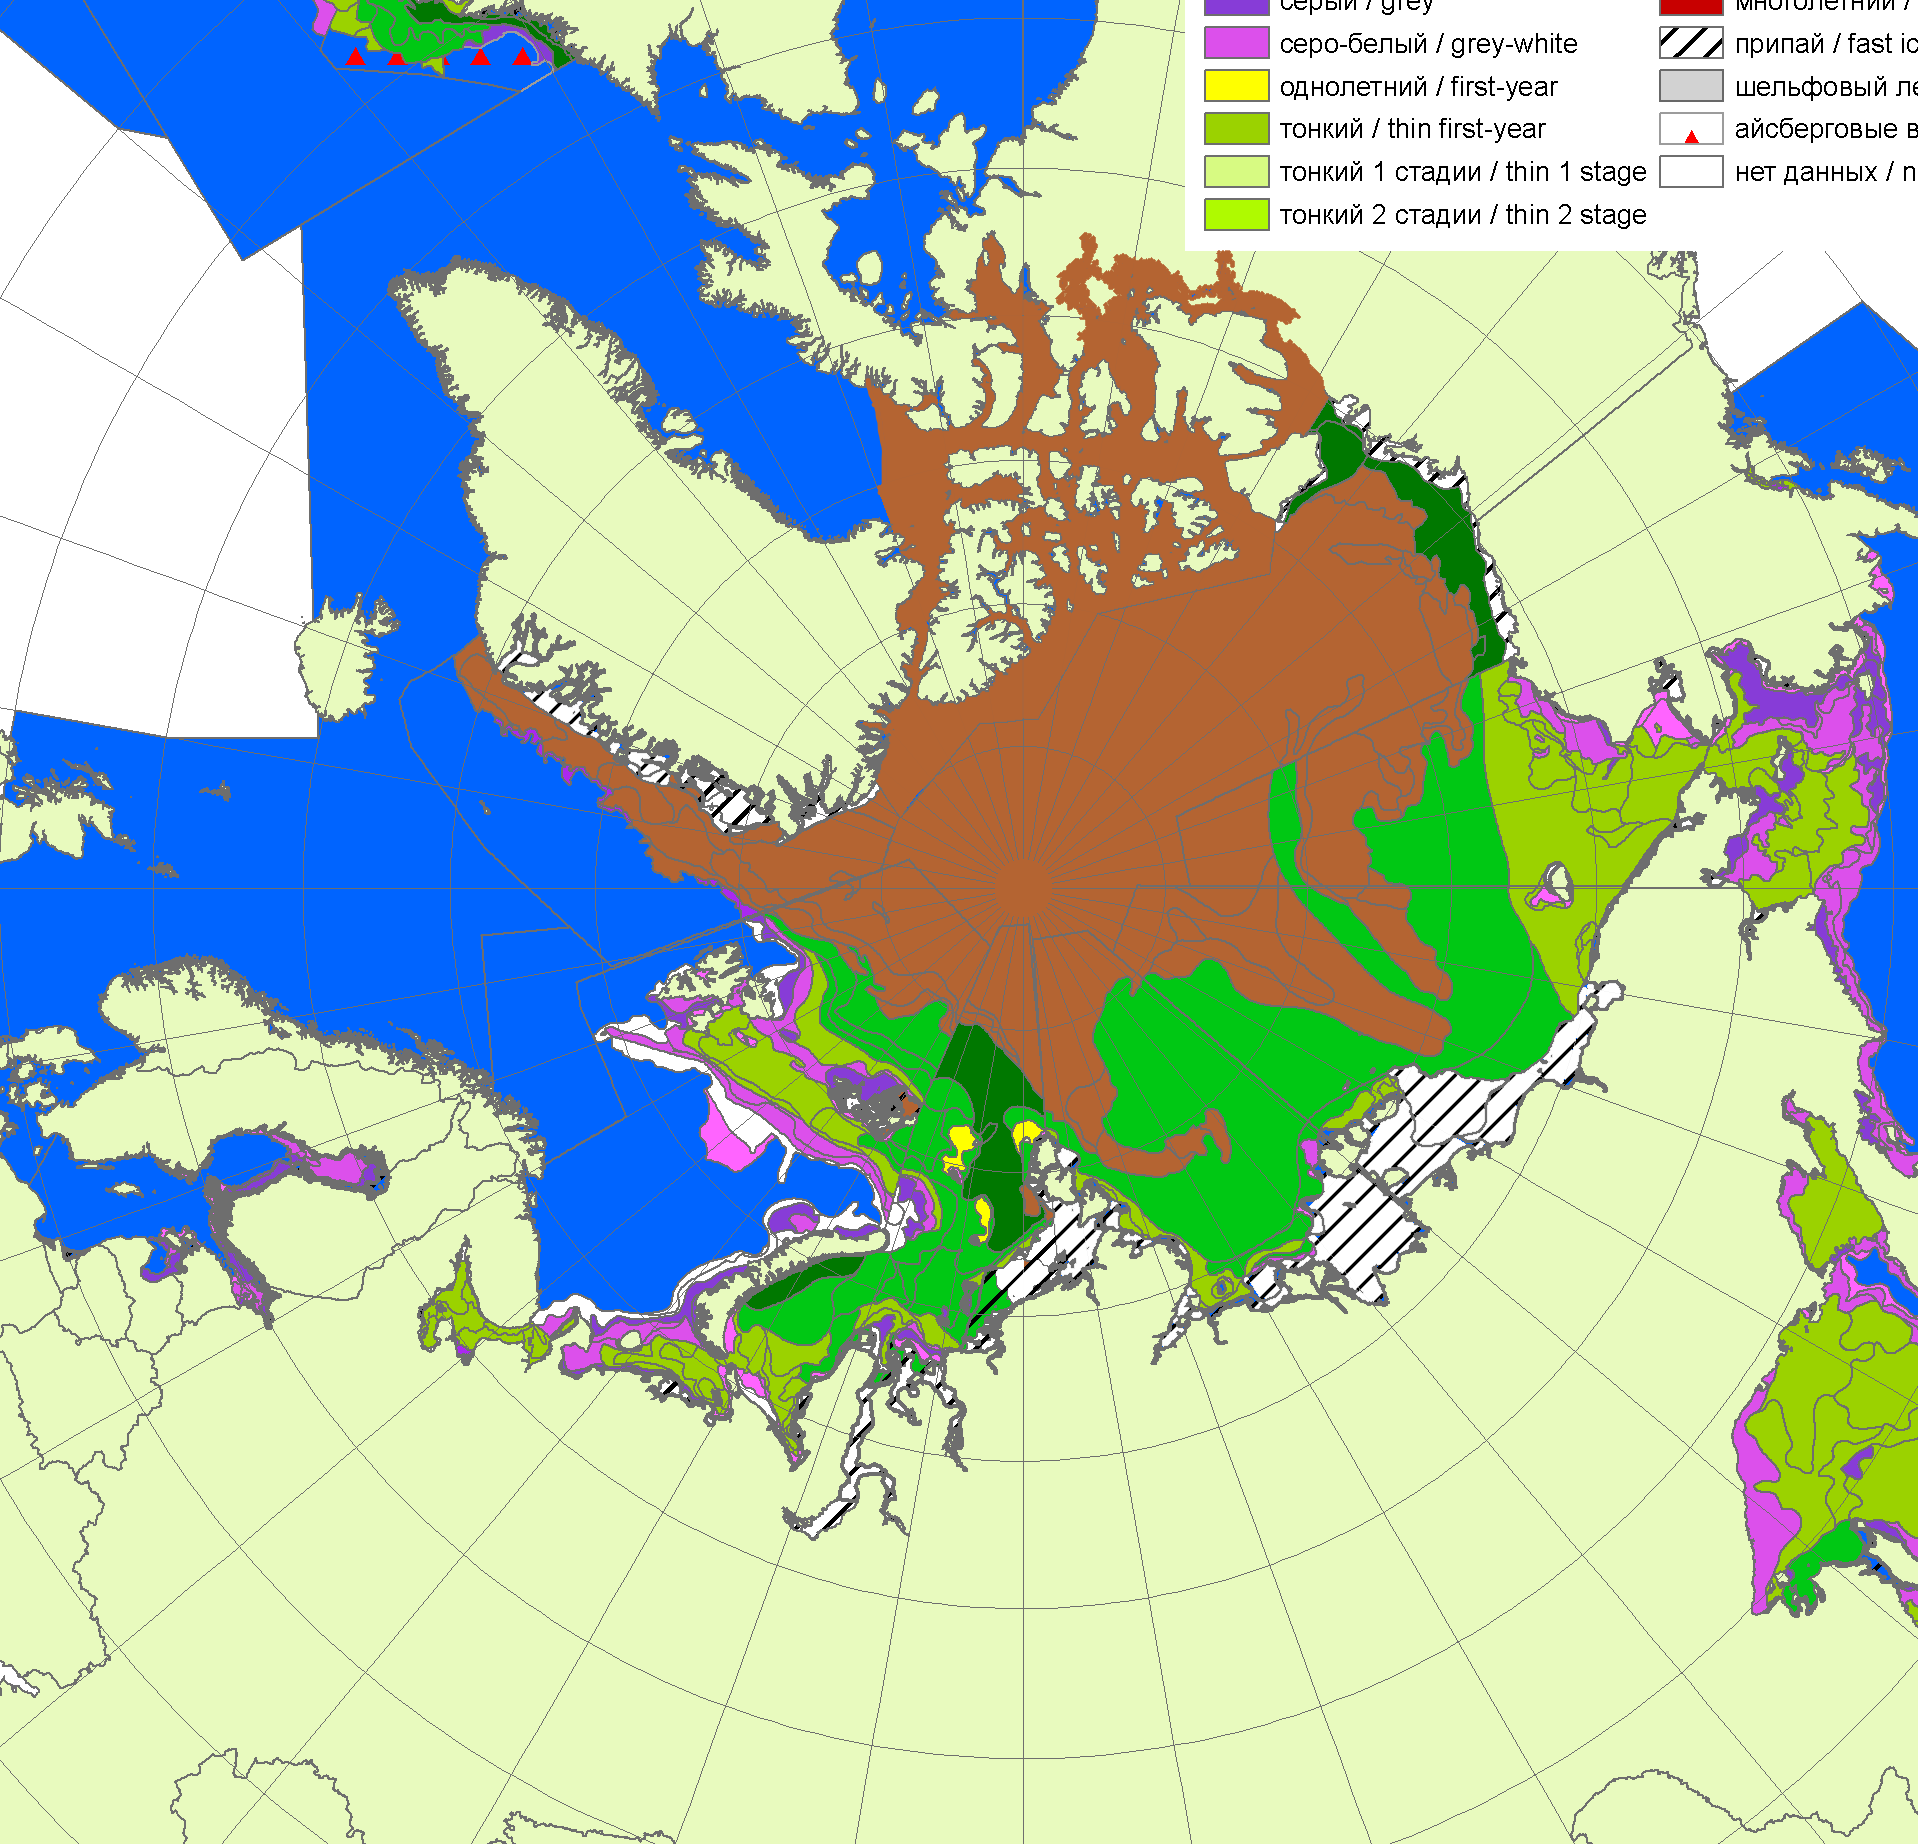 серый / grey
серо-белый / grey-white
однолетний / first-year
тонкий / thin first-year
тонкий 1 стадии / thin 1 stage
тонкий 2 стадии / thin 2 stage
многолетний /
припай / fast ic
шельфовый ле
айсберговые в
нет данных / n